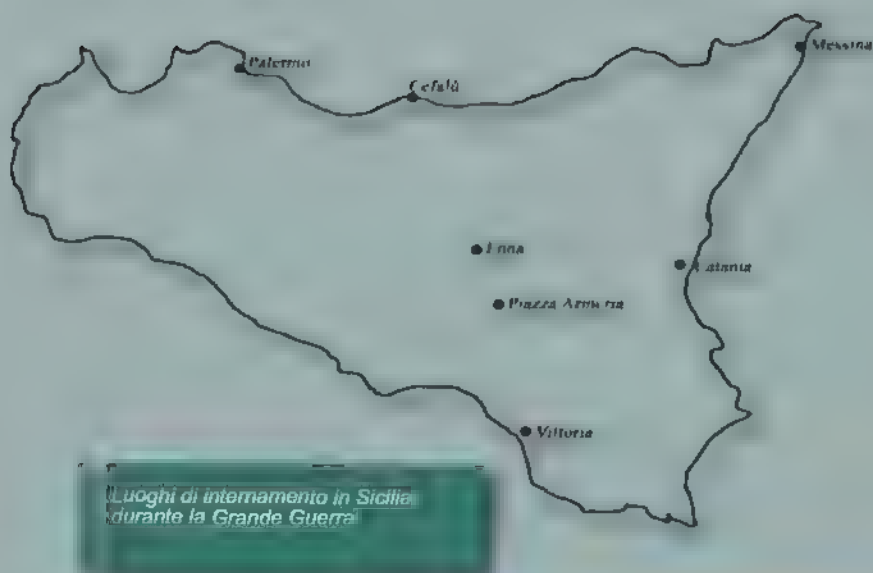 Messina
Palermo
Cefalù
Enna
Catania
Piazza Armerina
Vittoria
Luoghi di internamento in Sicilia
durante la Grande Guerra